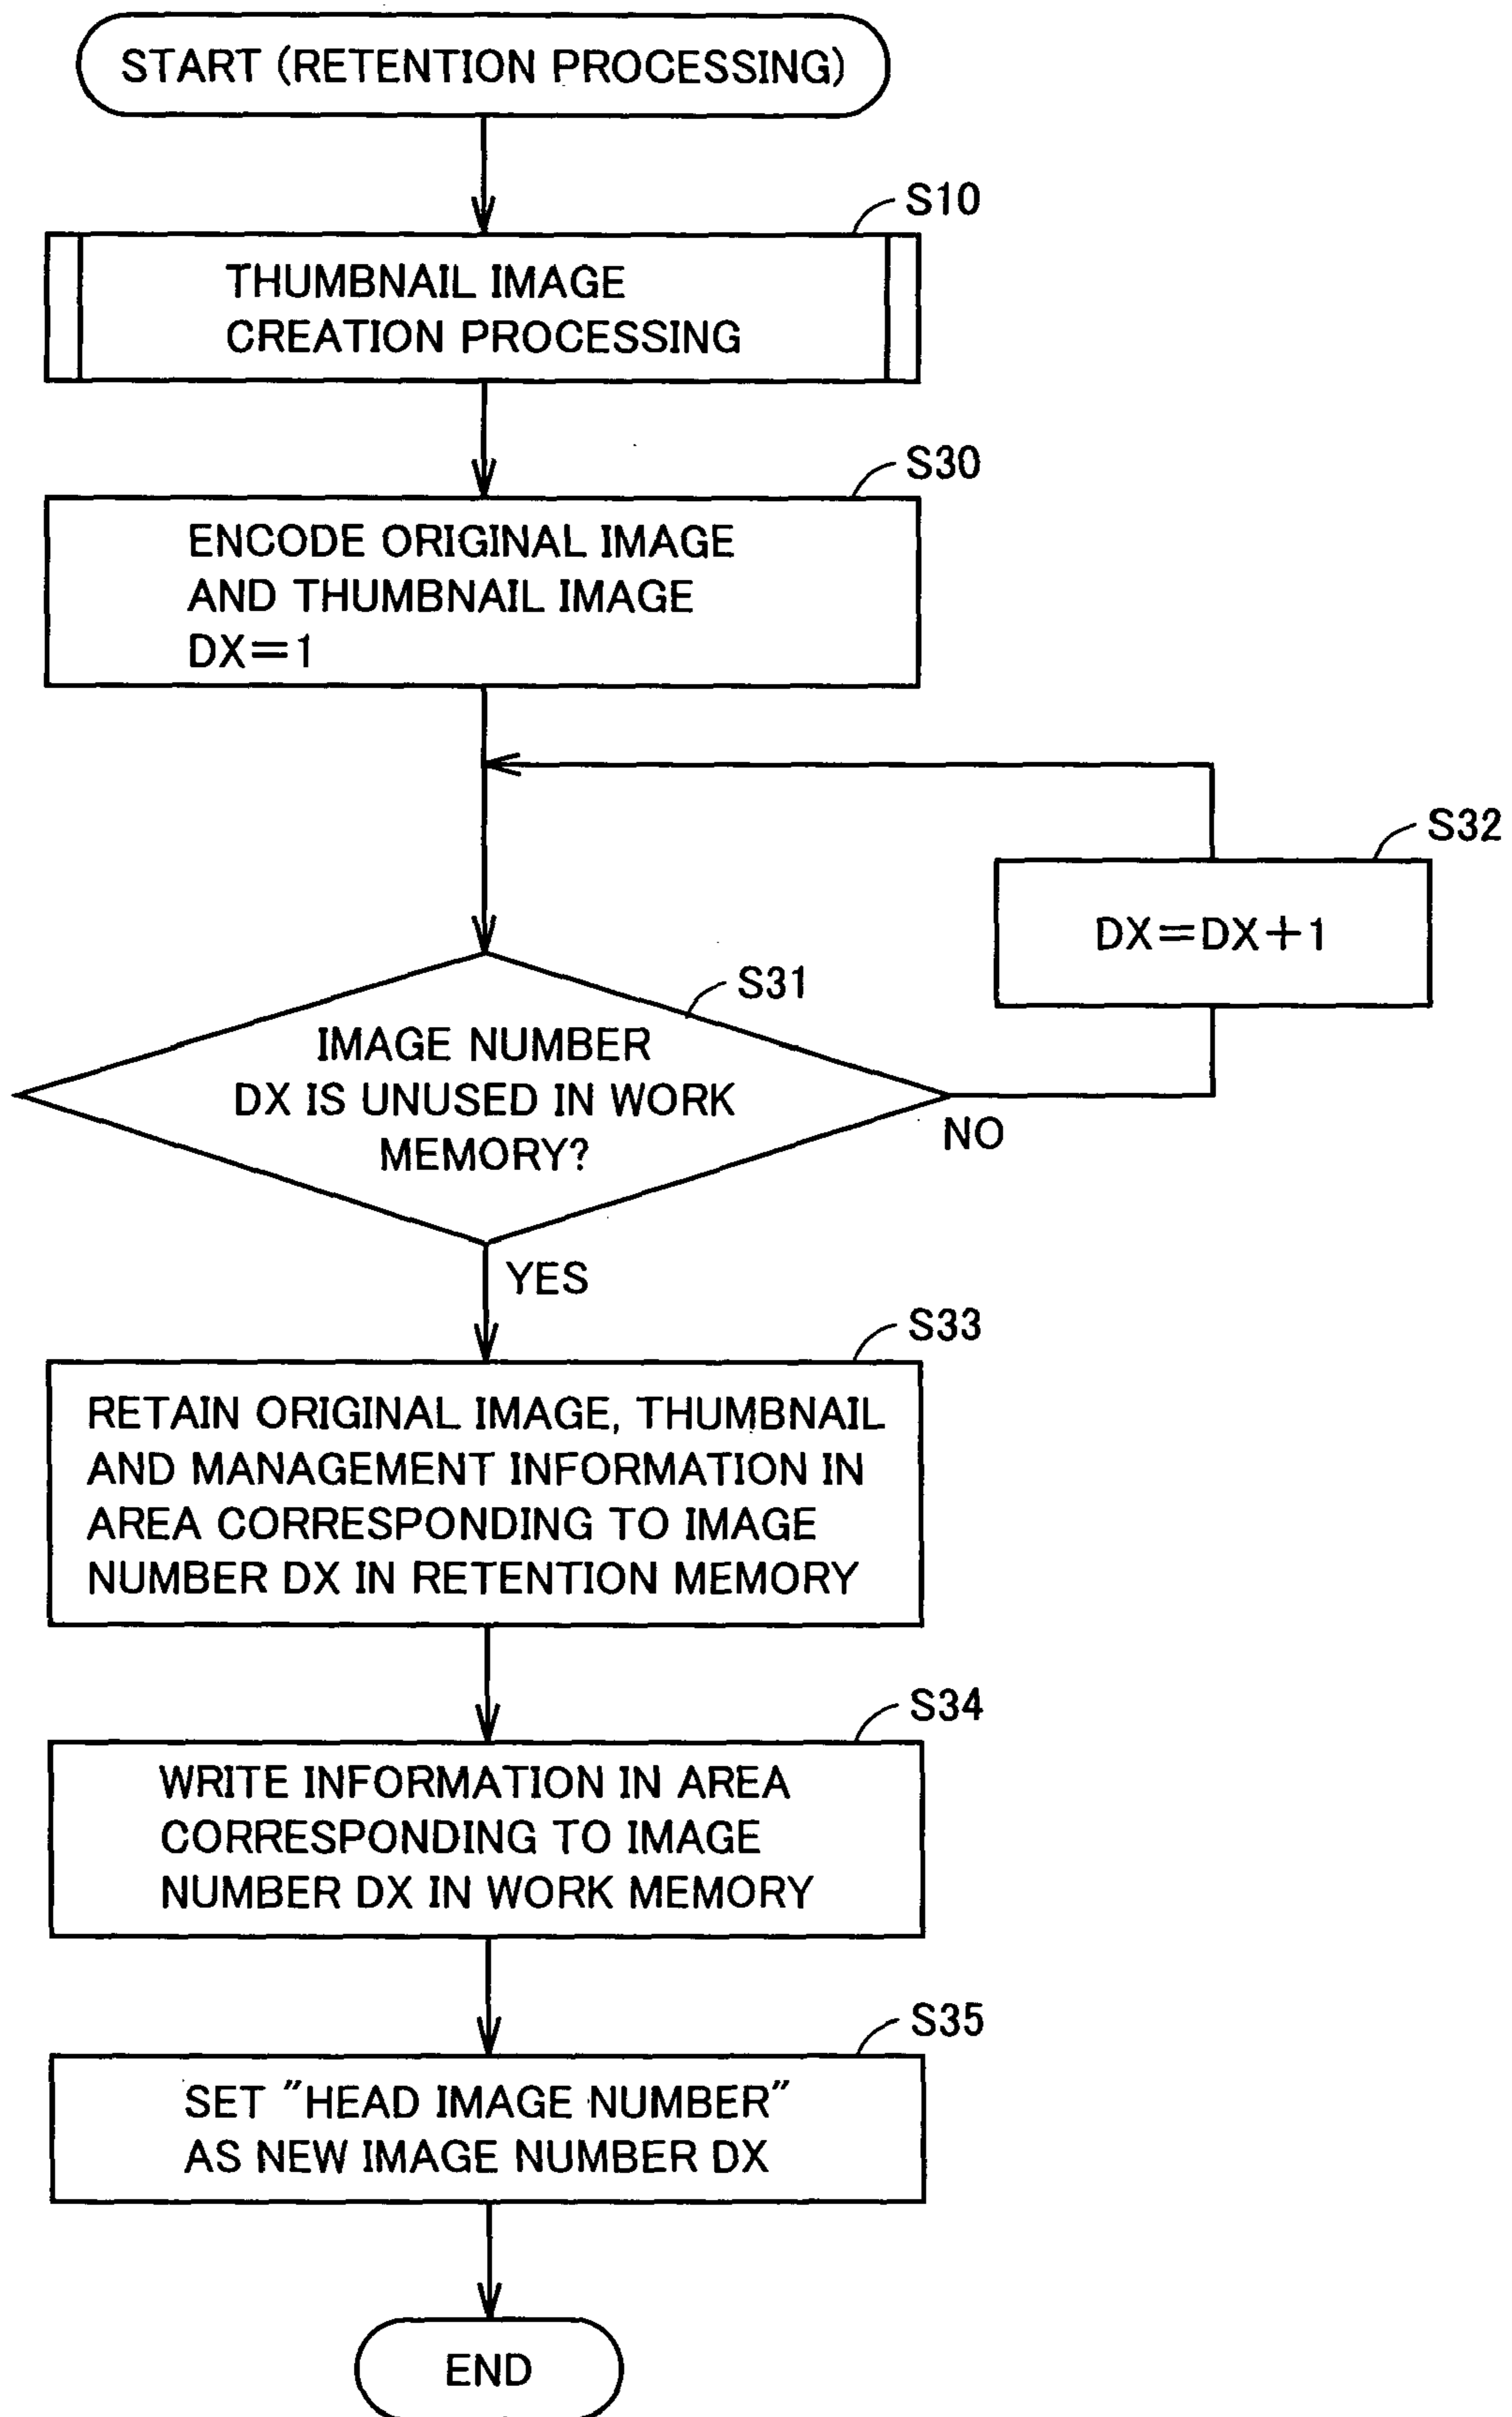 START (RETENTION PROCESSING)
S10
THUMBNAIL IMAGE
CREATION PROCESSING
S30
ENCODE ORIGINAL IMAGE
AND THUMBNAIL IMAGE
DX=1
S32
DX=DX+1
S31
IMAGE NUMBER
DX IS UNUSED IN WORK
MEMORY?
NO
YES
S33
RETAIN ORIGINAL IMAGE, THUMBNAIL
AND MANAGEMENT INFORMATION IN
AREA CORRESPONDING TO IMAGE
NUMBER DX IN RETENTION MEMORY
S34
WRITE INFORMATION IN AREA
CORRESPONDING TO IMAGE
NUMBER DX IN WORK MEMORY
S35
SET "HEAD IMAGE NUMBER"
AS NEW IMAGE NUMBER DX
END